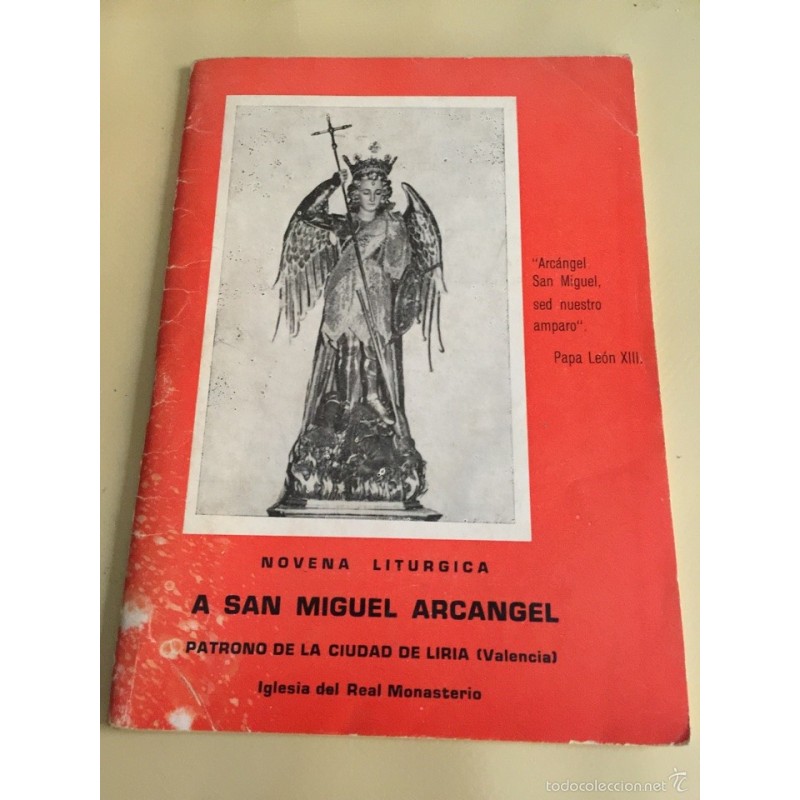 "Arcángel
San Miguel,
sed nuestro
amparo".
Papa León XIII.
NOVENA LITURGICA
A SAN MIGUEL ARCANGEL
PATRONO DE LA CIUDAD DE LIRIA (Valencia)
Iglesia del Real Monasterio
todocoleccion.net